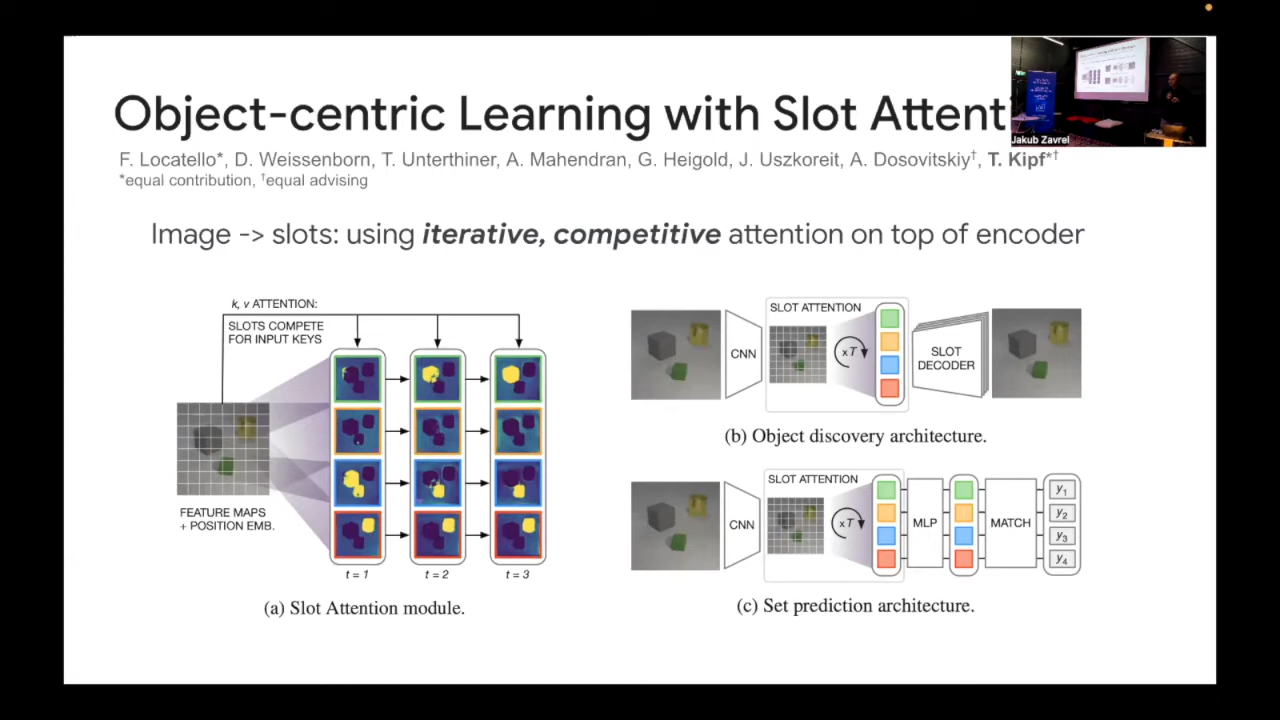 Object-centric Learning with Slot Attent
Jakub Zavrel
F. Locatello*, D. Weissenborn, T. Unterthiner, A. Mahendran, G. Heigold, J. Uszkoreit, A. Dosovitskiy†, T. Kipf*†
*equal contribution, †equal advising
Image -> slots: using iterative, competitive attention on top of encoder
k, v ATTENTION:
SLOTS COMPETE
FOR INPUT KEYS
FEATURE MAPS
+ POSITION EMB.
t = 1
t = 2
t = 3
(a) Slot Attention module.
SLOT ATTENTION
CNN
x T
SLOT
DECODER
(b) Object discovery architecture.
SLOT ATTENTION
CNN
x T
MLP
MATCH
y1
y2
y3
y4
(c) Set prediction architecture.